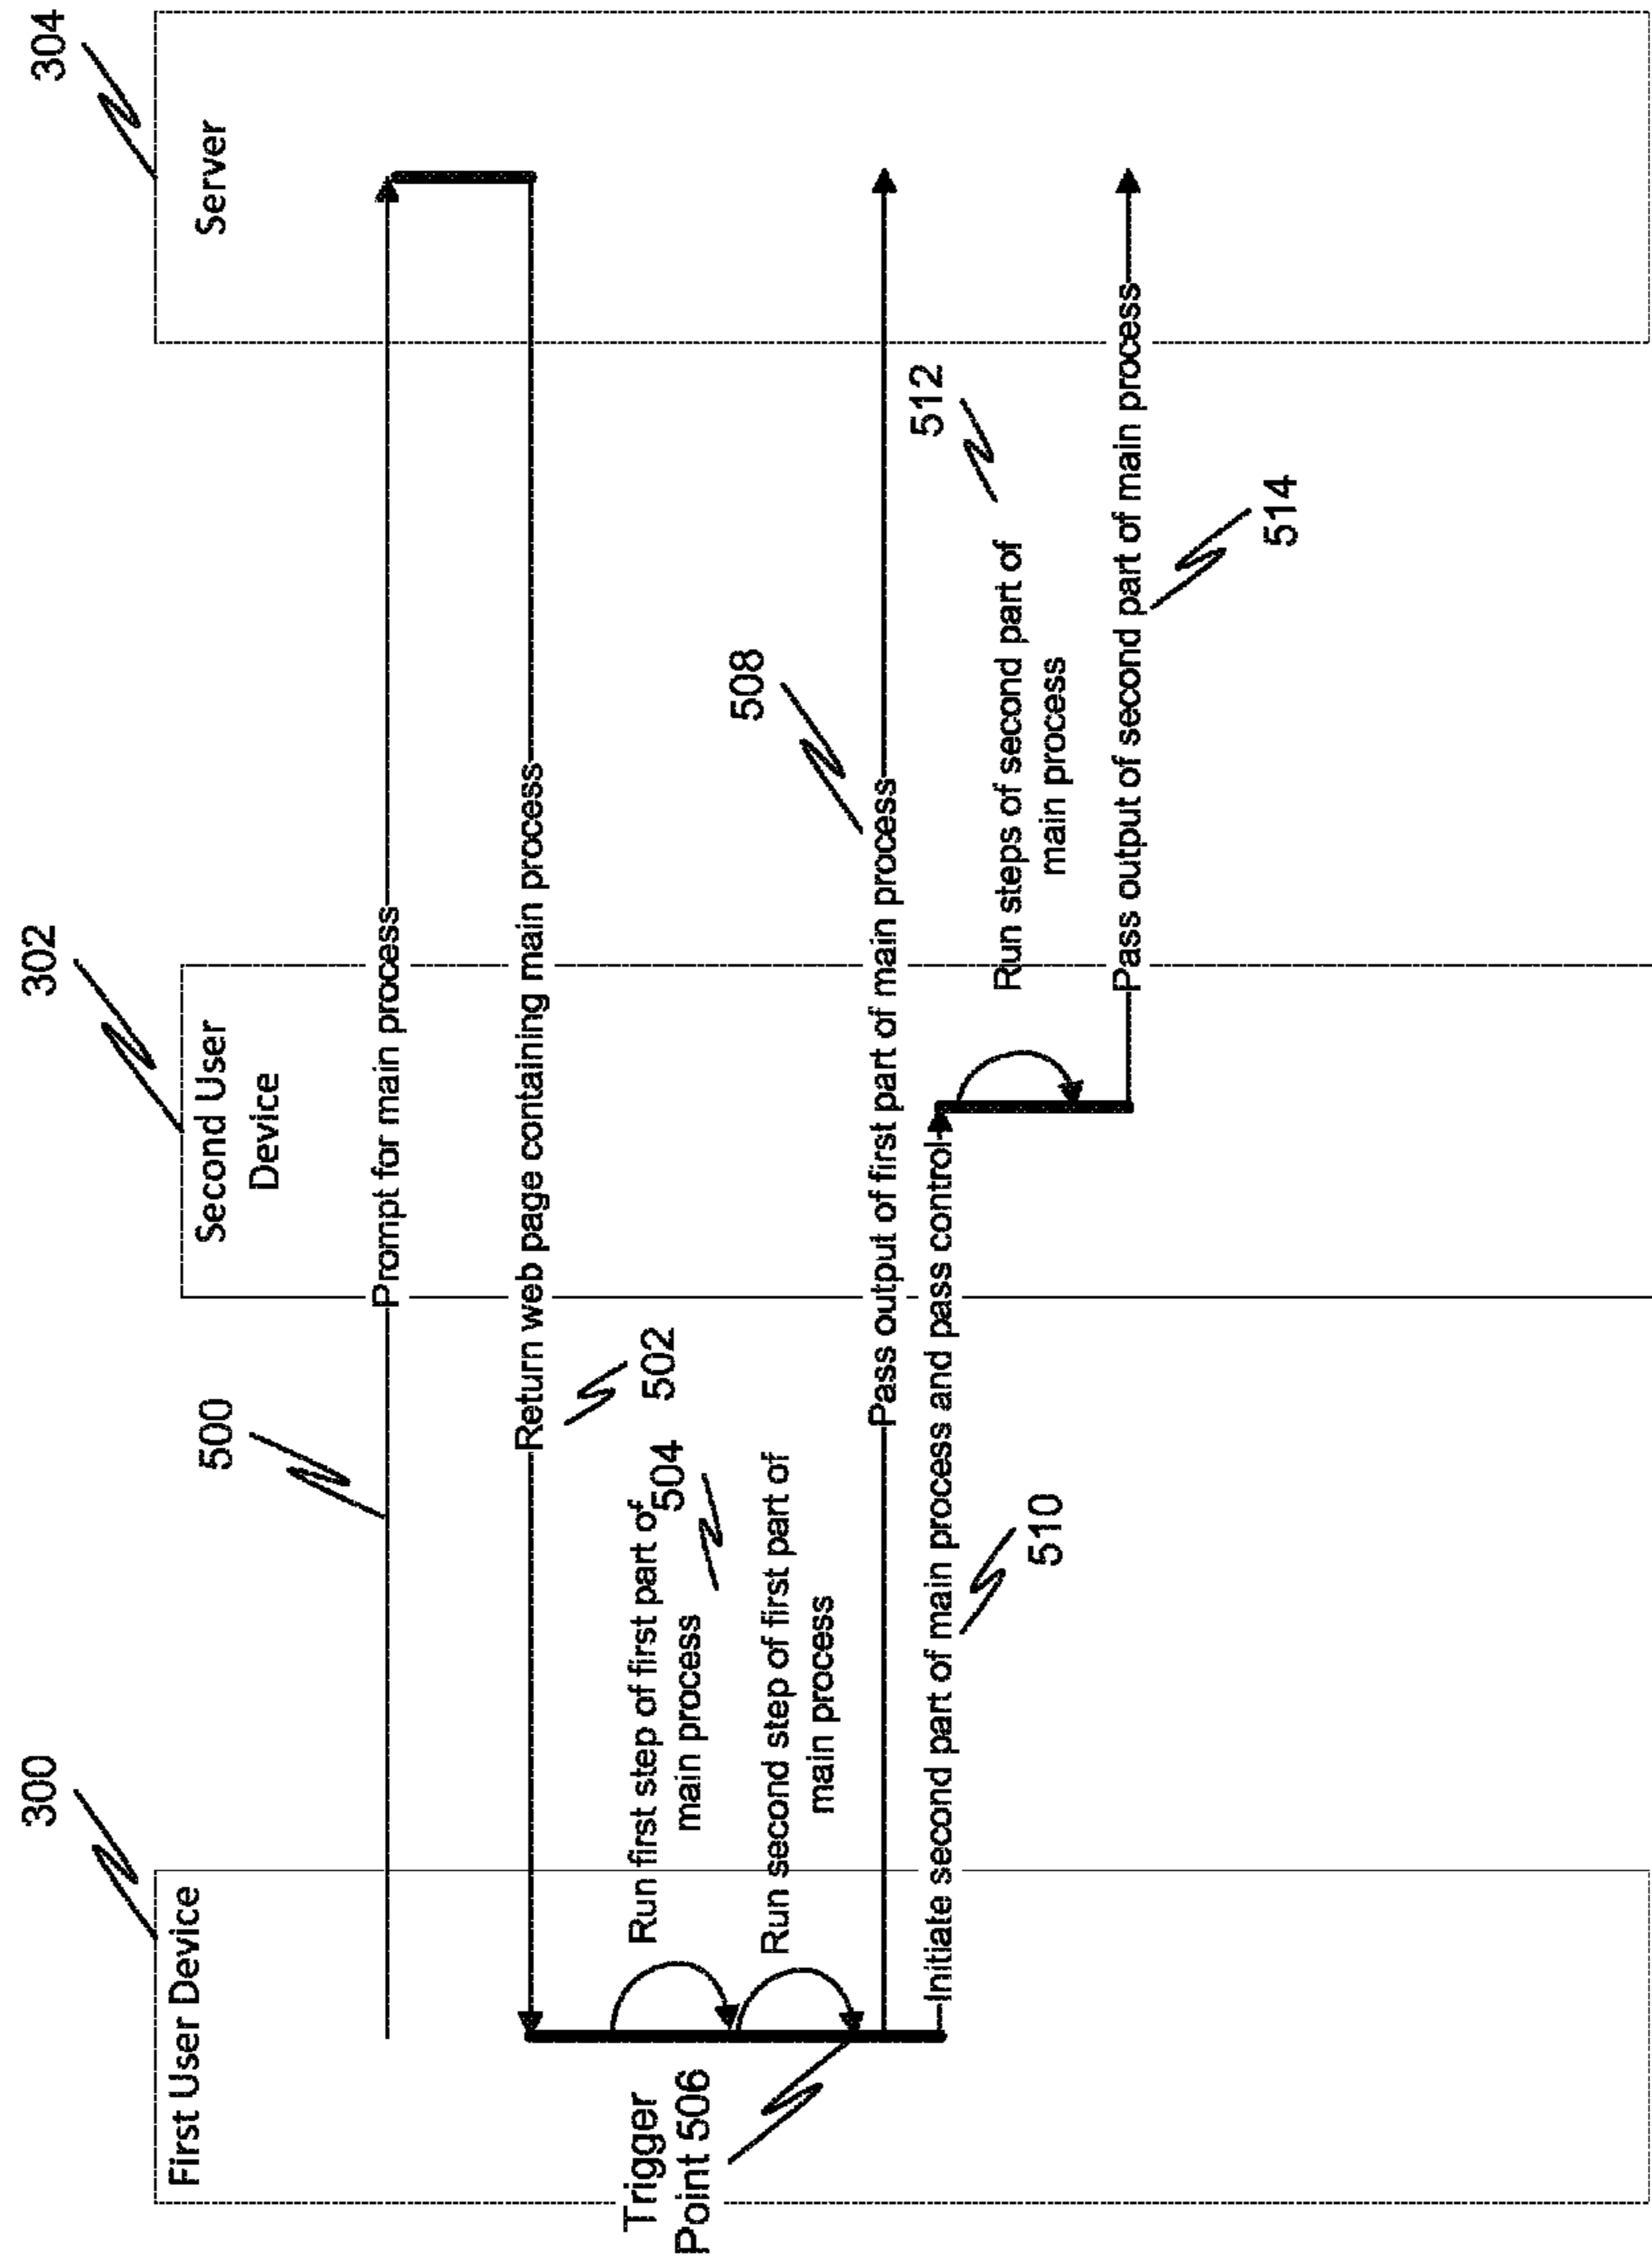 300
302
304
First User Device
Second User
Device
Server
500
Prompt for main process
Return web page containing main process
502
Run first step of first part of
main process
504
Run second step of first part of
main process
Trigger
Point 506
508
Pass output of first part of main process
Initiate second part of main process and pass control
510
512
Run steps of second part of
main process
Pass output of second part of main process
514